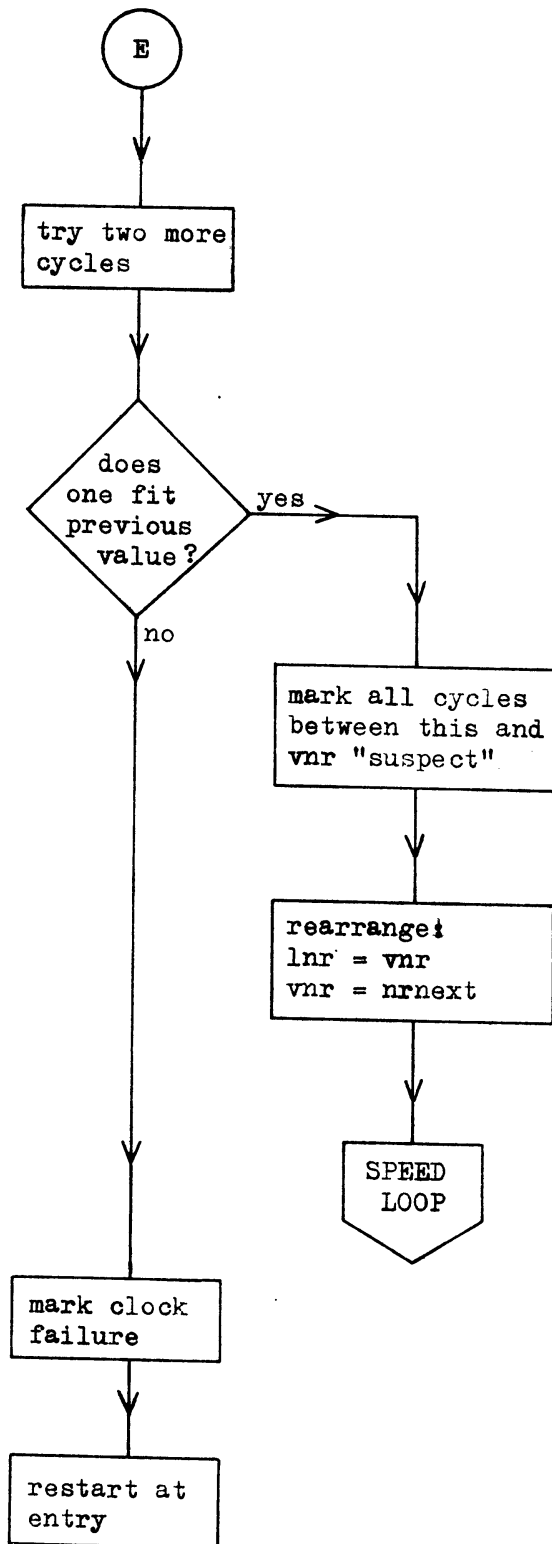 E
try two more
cycles
does
one fit
previous
value?
yes
no
mark all cycles
between this and
vnr "suspect"
rearrange:
lnr = vnr
vnr = nrnext
SPEED
LOOP
mark clock
failure
restart at
entry